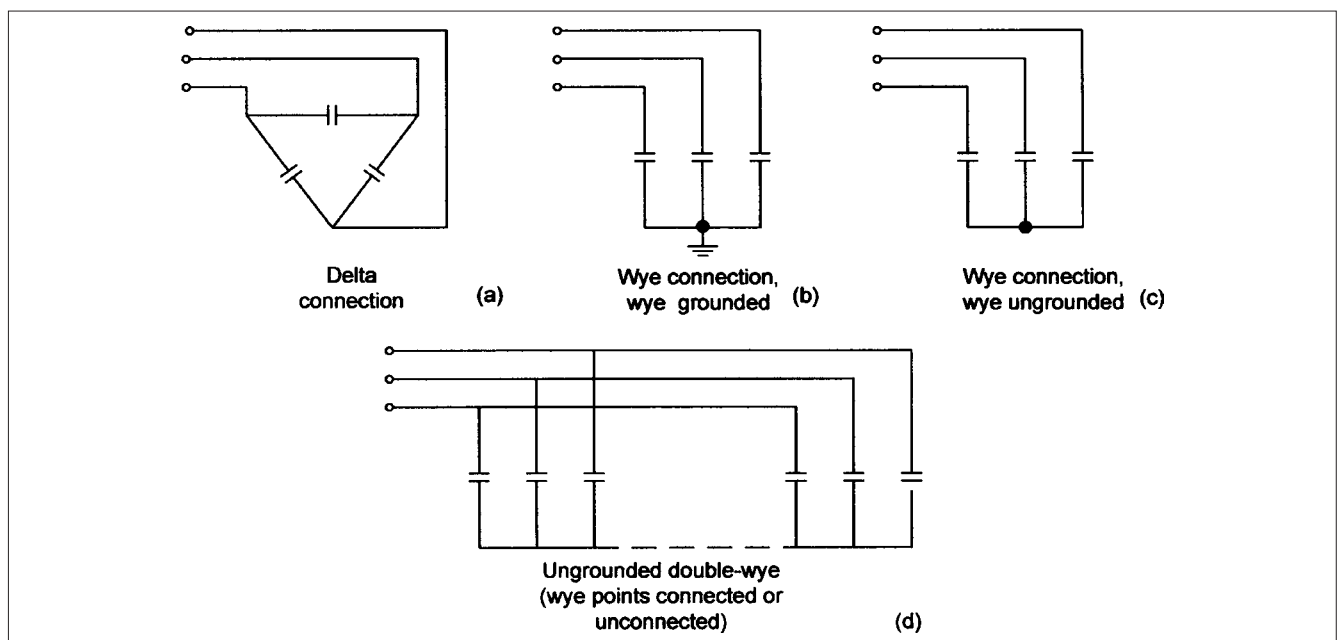 Delta
connection
(a)
Wye connection,
wye grounded
(b)
Wye connection,
wye ungrounded
(c)
Ungrounded double-wye
(wye points connected or
unconnected)
(d)